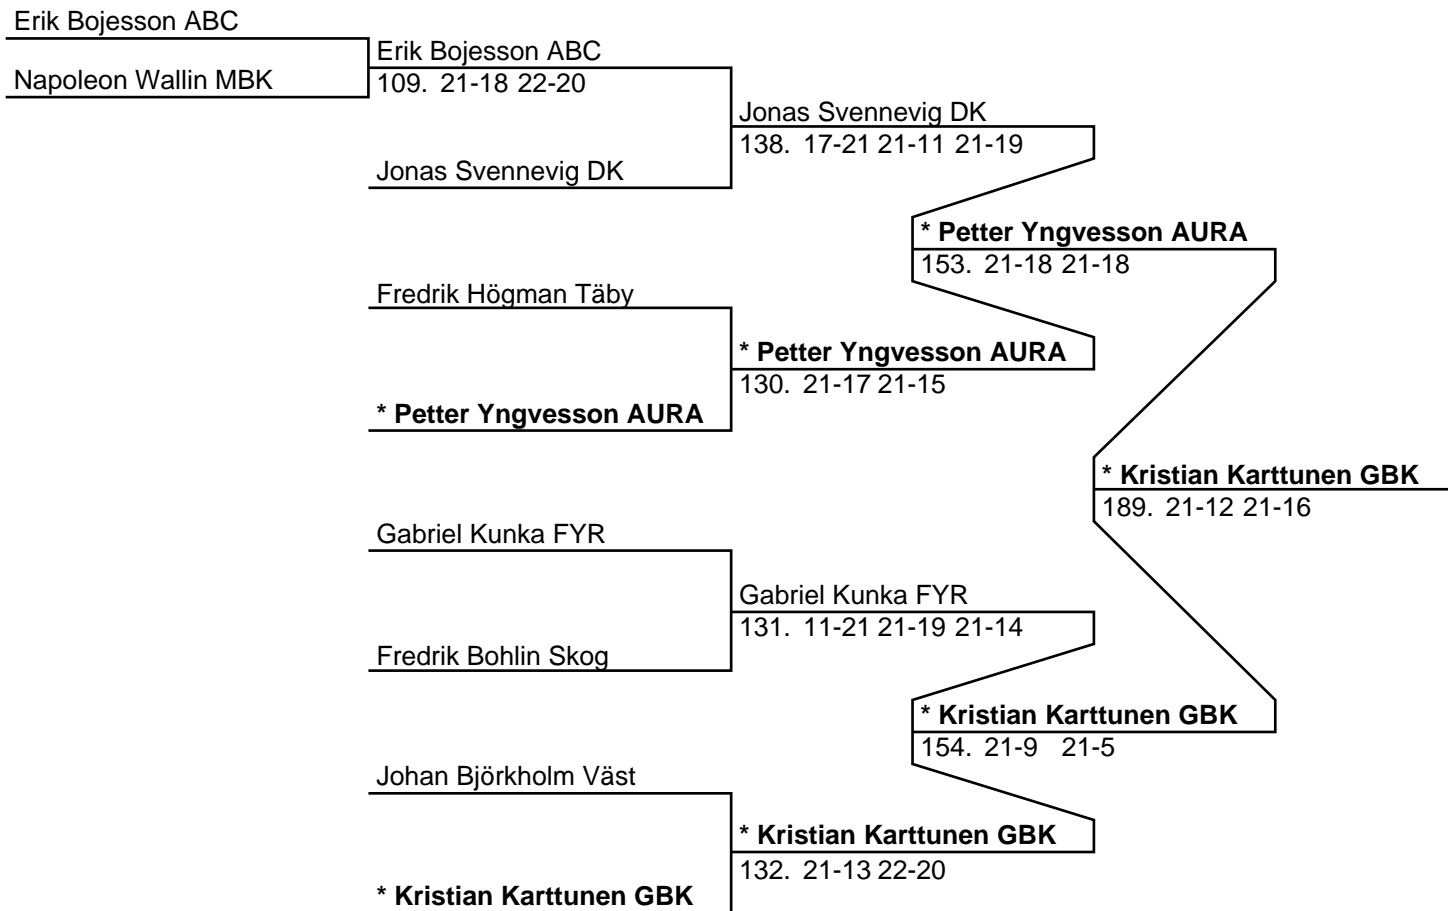 Erik Bojesson ABC
Napoleon Wallin MBK
Erik Bojesson ABC
109. 21-18 22-20
Jonas Svennevig DK
Jonas Svennevig DK
138. 17-21 21-11 21-19
Fredrik Högman Täby
* Petter Yngvesson AURA
* Petter Yngvesson AURA
130. 21-17 21-15
* Petter Yngvesson AURA
153. 21-18 21-18
Gabriel Kunka FYR
Fredrik Bohlin Skog
Gabriel Kunka FYR
131. 11-21 21-19 21-14
Johan Björkholm Väst
* Kristian Karttunen GBK
* Kristian Karttunen GBK
132. 21-13 22-20
* Kristian Karttunen GBK
154. 21-9 21-5
* Kristian Karttunen GBK
189. 21-12 21-16